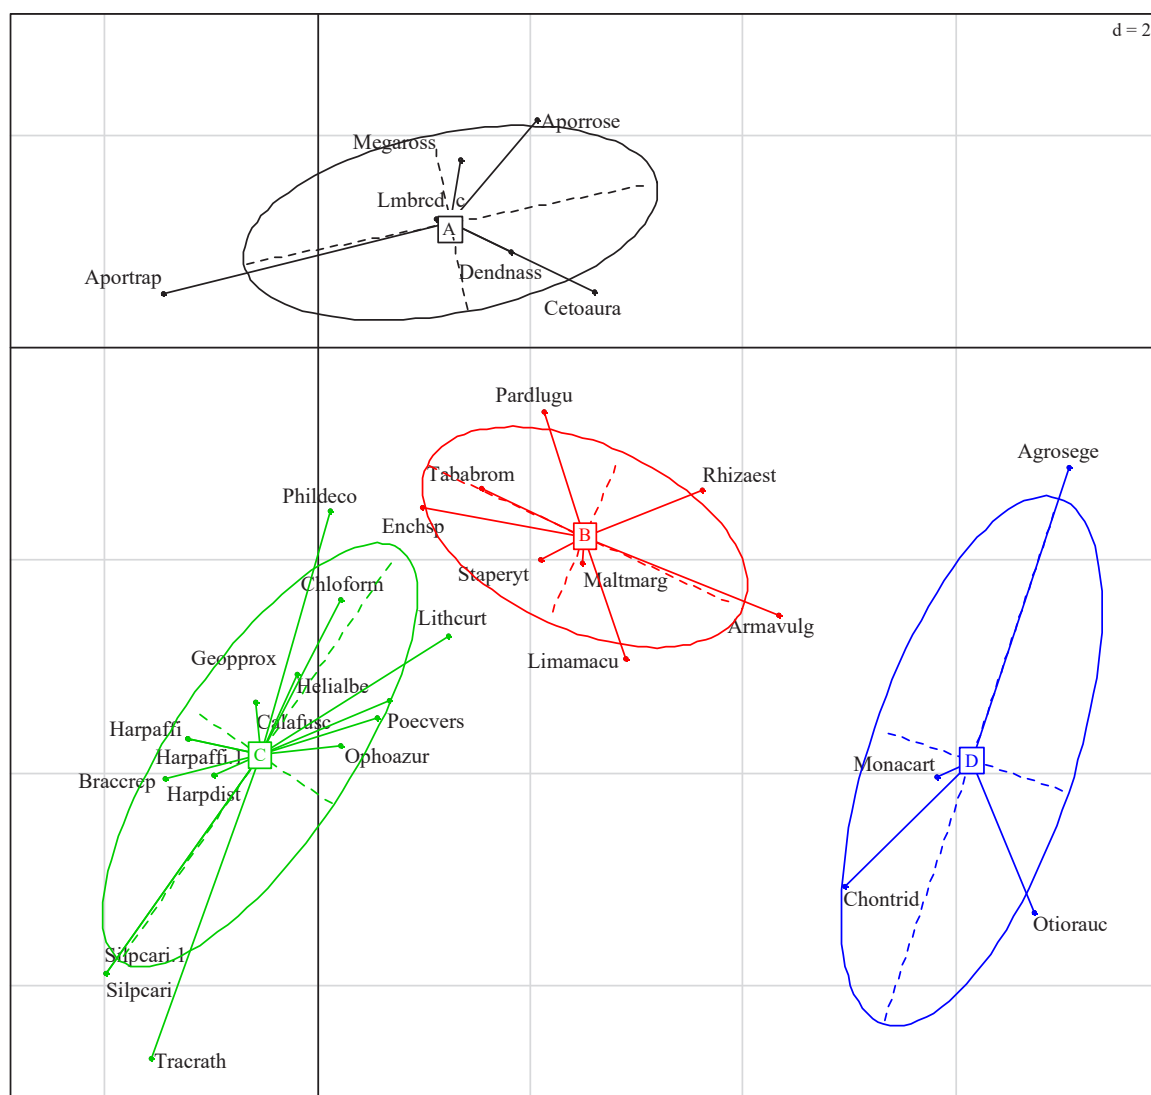 d = 2
Aporrose
Megaross
Lmbrcd_c
A
Dendnass
Aportrap
Cetoaura
Pardlugu
Agrosege
Tababrom
Rhizaest
Phildeco
Enchsp
B
Staperyt
Maltmarg
Chloform
Lithcurt
Armavulg
Geopprox
Limamacu
Helialbe
Calafusc
Poecvers
Harpaffi
Harpaffi.1
C
Ophoazur
Monacart
D
Braccrep
Harpdist
Chontrid
Otiorauc
Silpcari.1
Silpcari
Tracrath